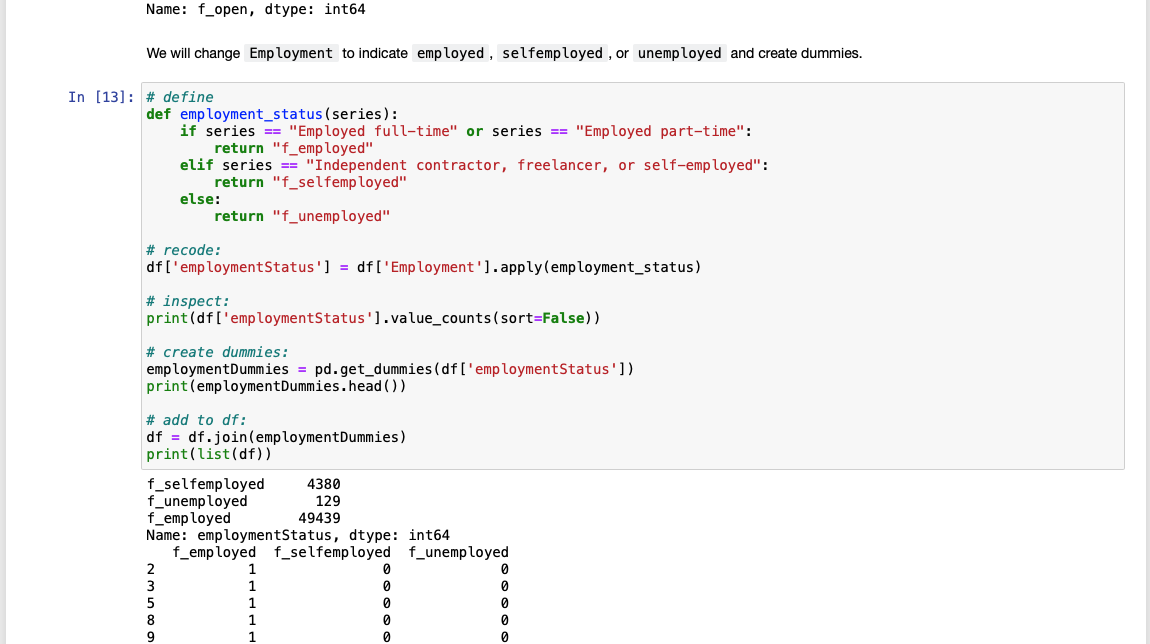 Name: f_open, dtype: int64
We will change Employment to indicate employed , selfemployed , or unemployed and create dummies.
In [13]: # define
def employment_status(series):
    if series == "Employed full-time" or series == "Employed part-time":
        return "f_employed"
    elif series == "Independent contractor, freelancer, or self-employed":
        return "f_selfemployed"
    else:
        return "f_unemployed"
# recode:
df['employmentStatus'] = df['Employment'].apply(employment_status)
# inspect:
print(df['employmentStatus'].value_counts(sort=False))
# create dummies:
employmentDummies = pd.get_dummies(df['employmentStatus'])
print(employmentDummies.head())
# add to df:
df = df.join(employmentDummies)
print(list(df))
f_selfemployed     4380
f_unemployed        129
f_employed        49439
Name: employmentStatus, dtype: int64
   f_employed  f_selfemployed  f_unemployed
2           1               0             0
3           1               0             0
5           1               0             0
8           1               0             0
9           1               0             0